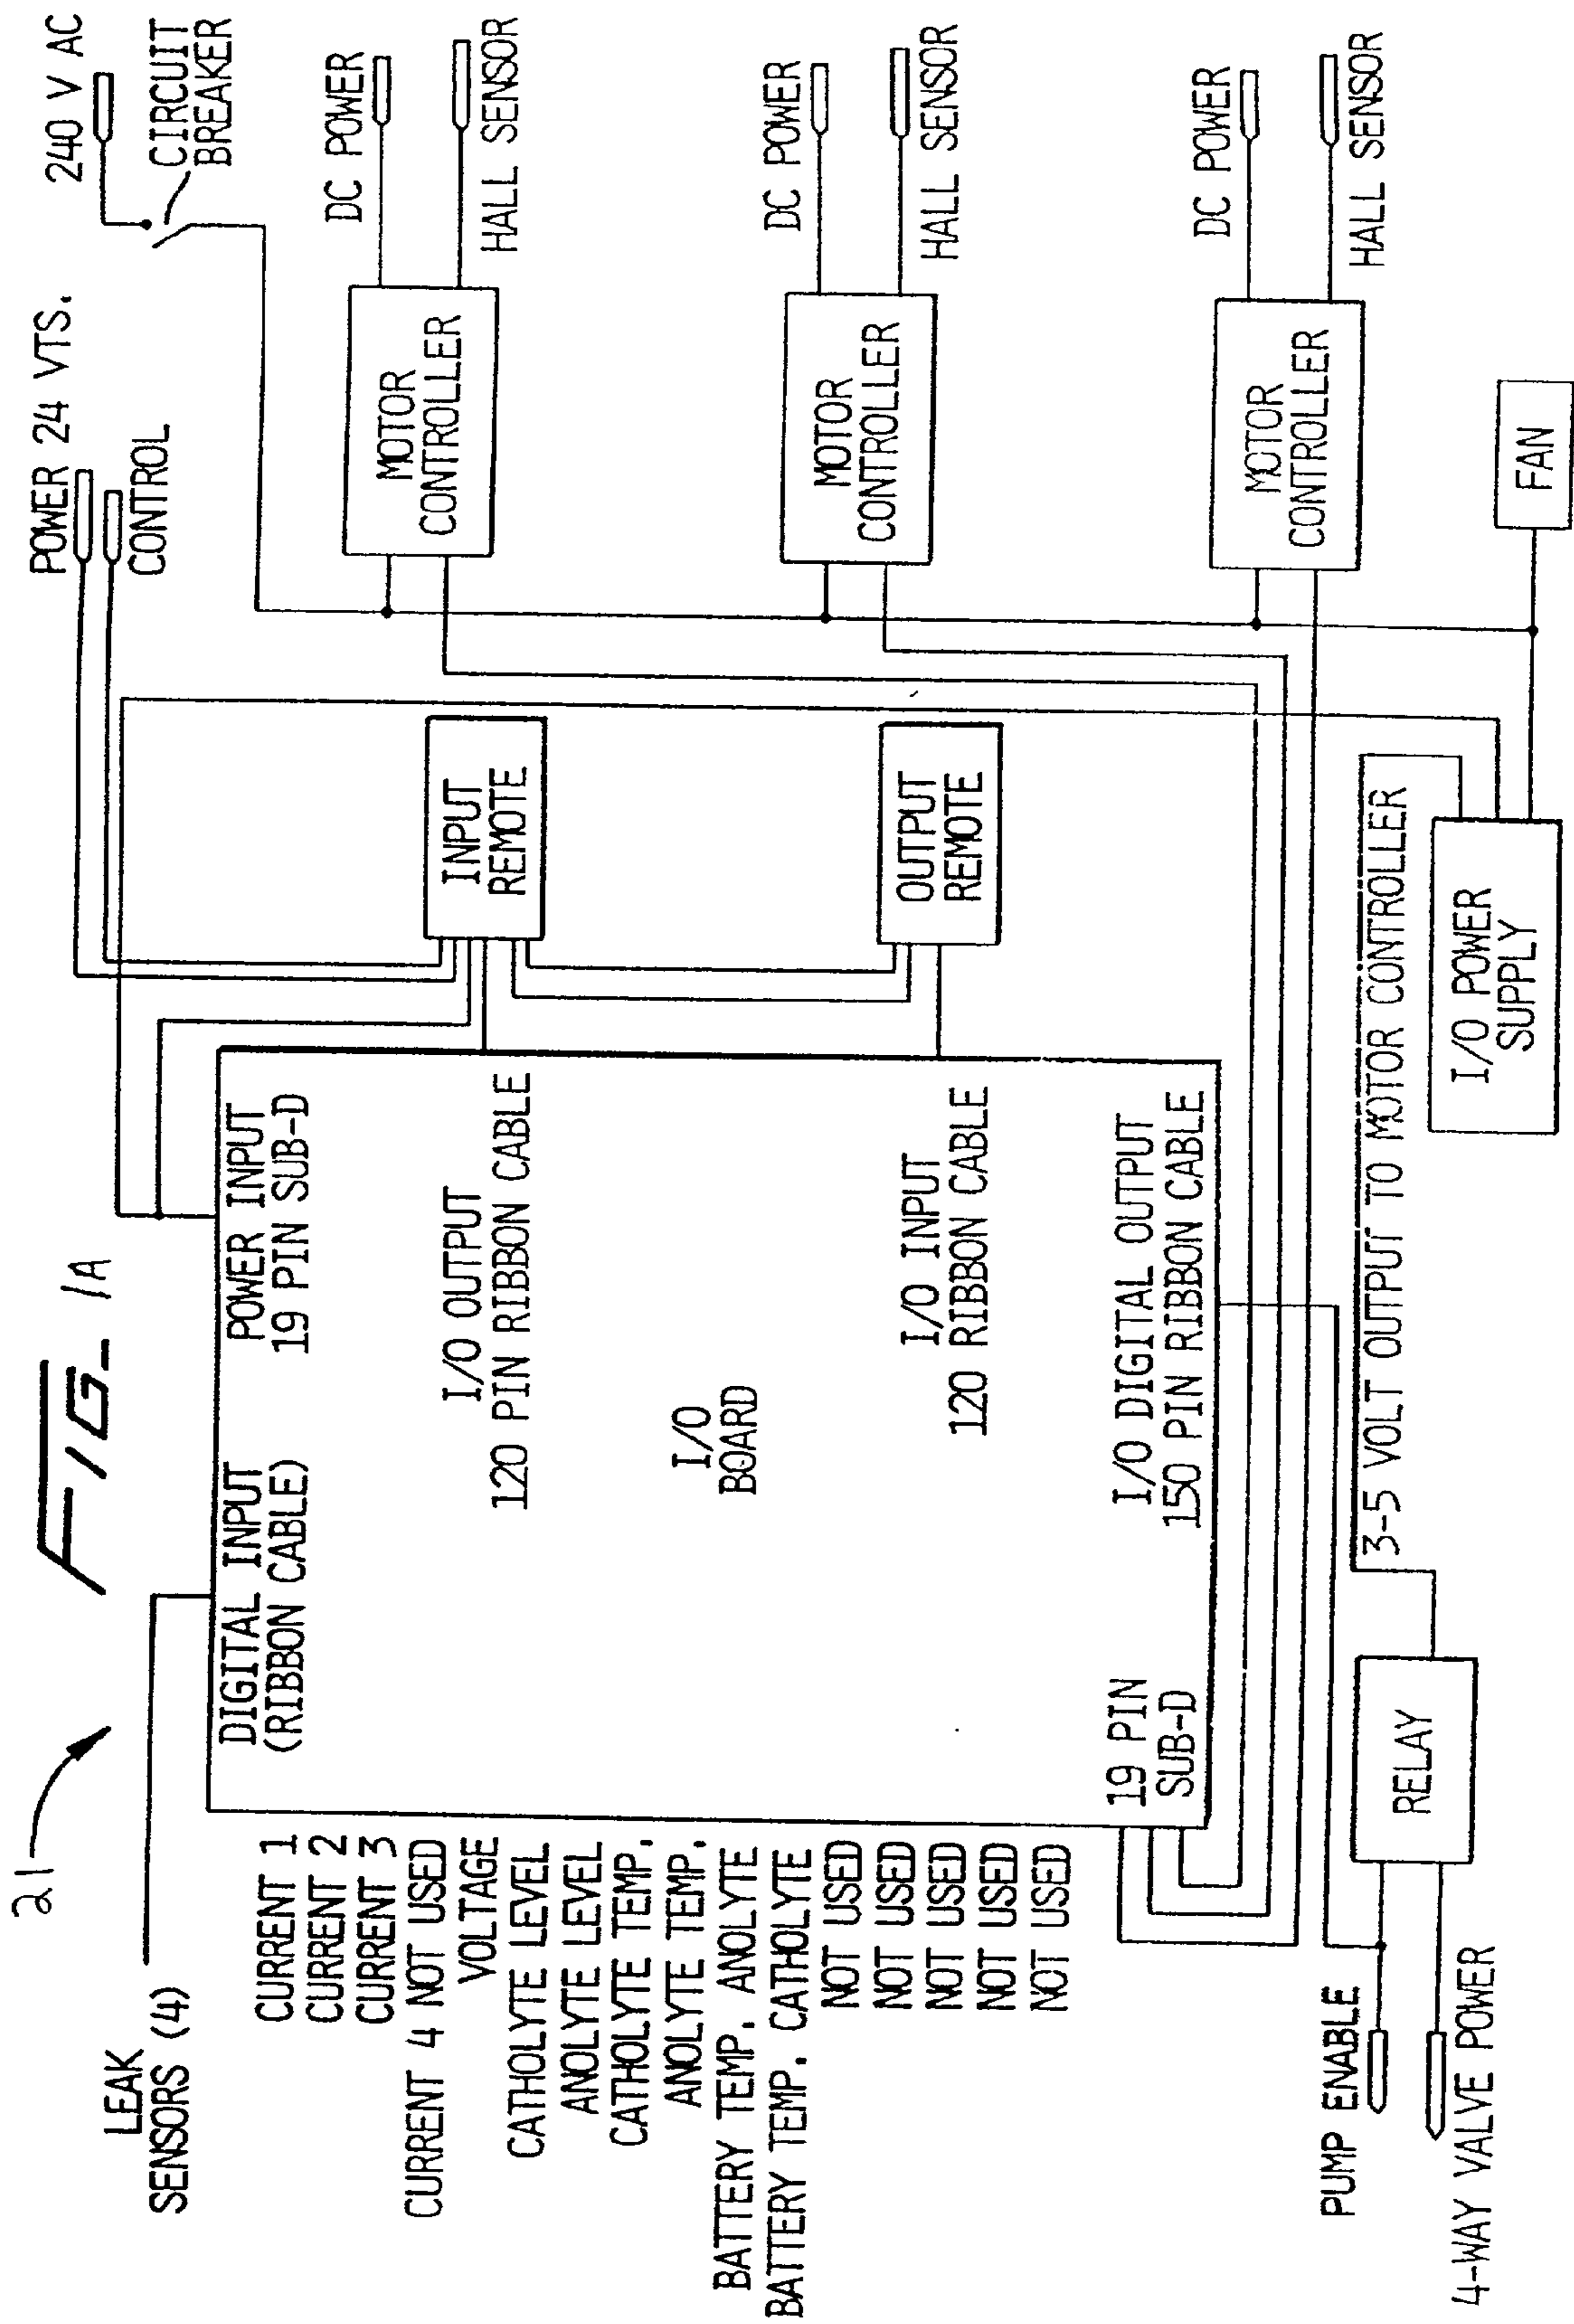 FIG_ 1A
21
LEAK
SENSORS (4)
DIGITAL INPUT
(RIBBON CABLE)
POWER INPUT
19 PIN SUB-D
POWER 24 VTS.
CONTROL
240 V AC
CIRCUIT
BREAKER
CURRENT 1
CURRENT 2
CURRENT 3
CURRENT 4 NOT USED
VOLTAGE
CATHOLYTE LEVEL
ANOLYTE LEVEL
CATHOLYTE TEMP.
ANOLYTE TEMP.
BATTERY TEMP. ANOLYTE
BATTERY TEMP. CATHOLYTE
NOT USED
NOT USED
NOT USED
NOT USED
NOT USED
I/O OUTPUT
120 PIN RIBBON CABLE
I/O
BOARD
I/O INPUT
120 RIBBON CABLE
I/O DIGITAL OUTPUT
150 PIN RIBBON CABLE
19 PIN
SUB-D
INPUT
REMOTE
OUTPUT
REMOTE
MOTOR
CONTROLLER
DC POWER
HALL SENSOR
MOTOR
CONTROLLER
DC POWER
HALL SENSOR
MOTOR
CONTROLLER
DC POWER
HALL SENSOR
FAN
PUMP ENABLE
4-WAY VALVE POWER
RELAY
3-5 VOLT OUTPUT TO MOTOR CONTROLLER
I/O POWER
SUPPLY